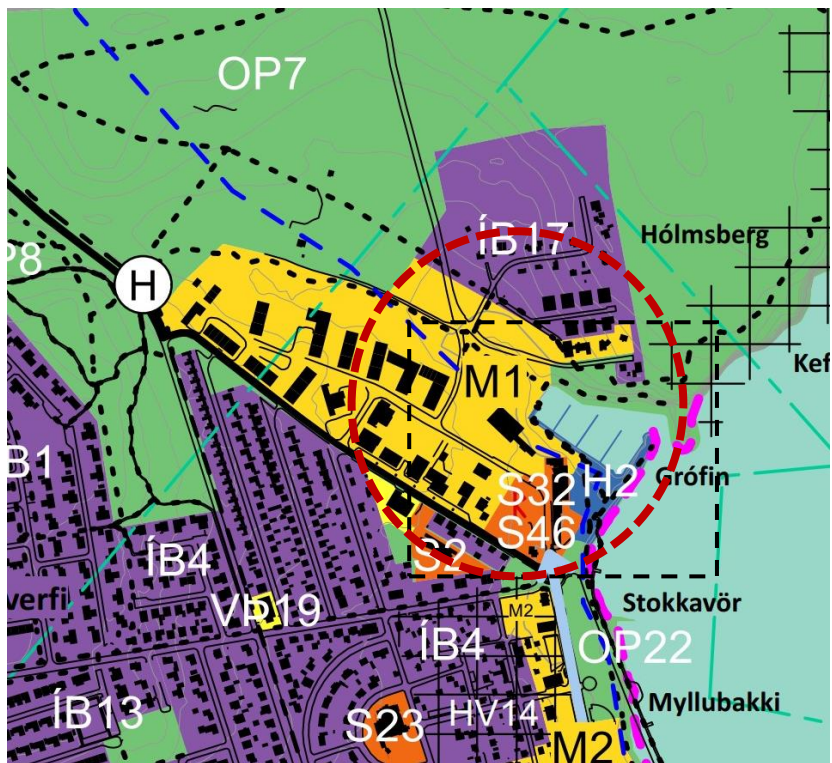 OP7
ÍB17
Hólmsberg
P8
H
Kef
M1
S32
H2
Grófin
B1
S46
S2
ÍB4
verfi
VÞ19
M2
Stokkavör
ÍB4
OP22
ÍB13
S23
HV14
Myllubakki
M2